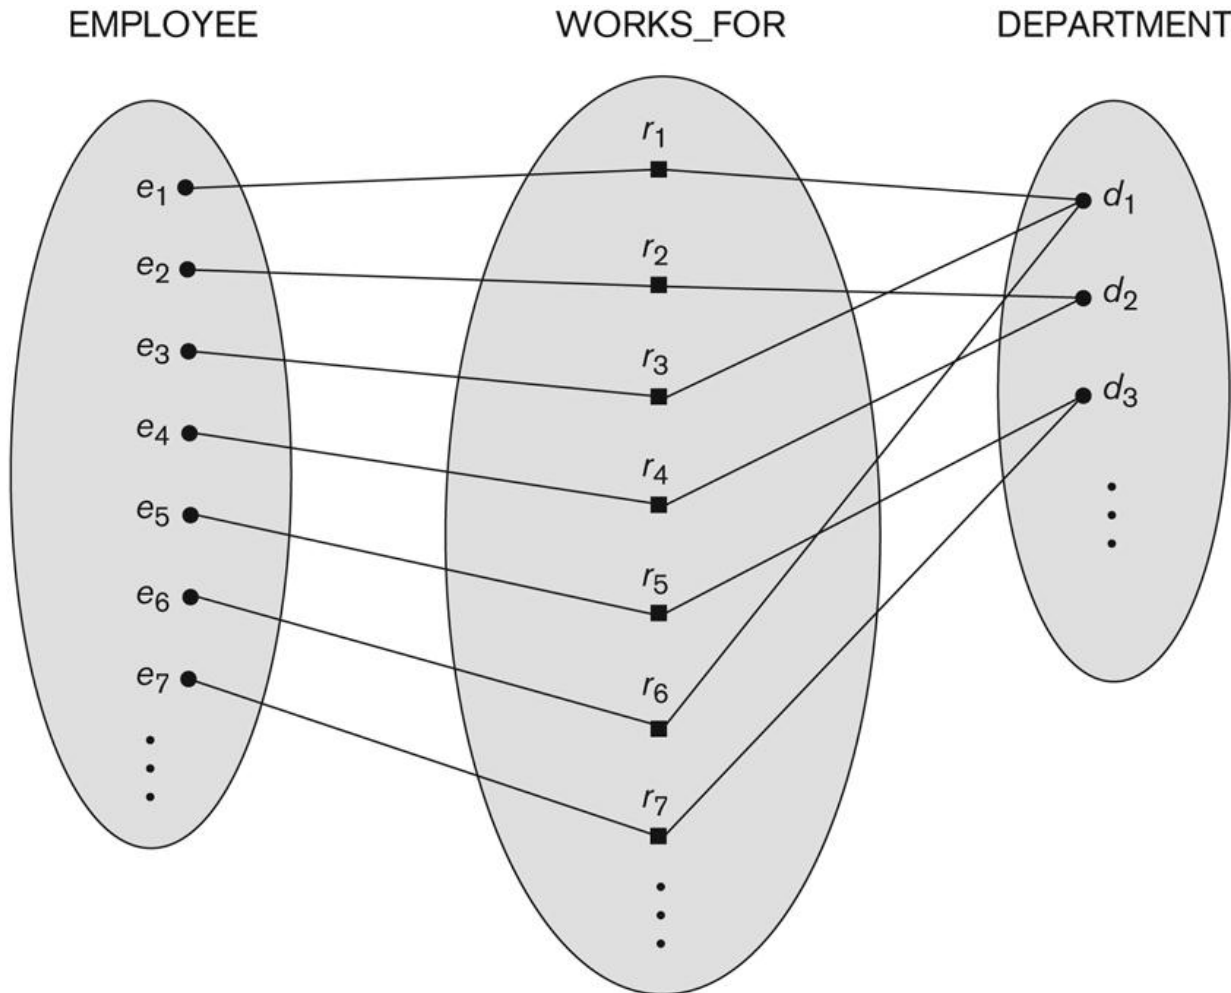 EMPLOYEE WORKS_FOR DEPARTMENT
r₁
e₁ d₁
r₂
e₂ d₂
e₃ r₃
d₃
e₄
r₄
e₅
r₅
e₆
e₇ r₆
r₇